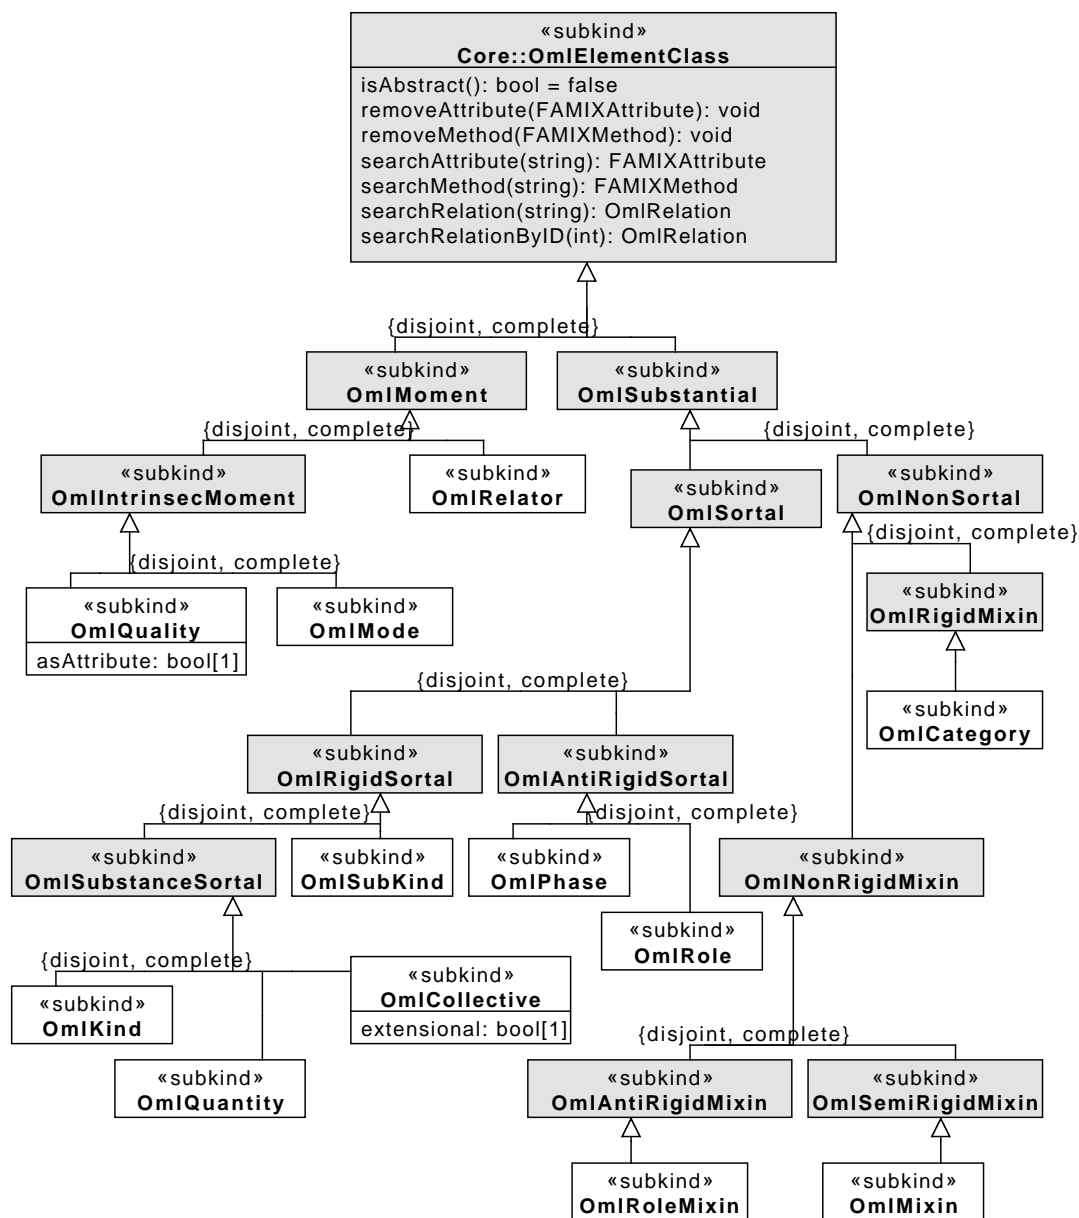 «subkind»
Core::OmlElementClass
isAbstract(): bool = false
removeAttribute(FAMIXAttribute): void
removeMethod(FAMIXMethod): void
searchAttribute(string): FAMIXAttribute
searchMethod(string): FAMIXMethod
searchRelation(string): OmlRelation
searchRelationByID(int): OmlRelation
{disjoint, complete}
«subkind»
OmlMoment
«subkind»
OmlSubstantial
{disjoint, complete}
{disjoint, complete}
«subkind»
OmlIntrinsecMoment
«subkind»
OmlRelator
«subkind»
OmlSortal
«subkind»
OmlNonSortal
{disjoint, complete}
{disjoint, complete}
«subkind»
OmlQuality
asAttribute: bool[1]
«subkind»
OmlMode
«subkind»
OmlRigidMixin
{disjoint, complete}
«subkind»
OmlCategory
«subkind»
OmlRigidSortal
«subkind»
OmlAntiRigidSortal
{disjoint, complete}
{disjoint, complete}
«subkind»
OmlSubstanceSortal
«subkind»
OmlSubKind
«subkind»
OmlPhase
«subkind»
OmlNonRigidMixin
«subkind»
OmlRole
{disjoint, complete}
«subkind»
OmlKind
«subkind»
OmlCollective
extensional: bool[1]
«subkind»
OmlQuantity
{disjoint, complete}
«subkind»
OmlAntiRigidMixin
«subkind»
OmlSemiRigidMixin
«subkind»
OmlRoleMixin
«subkind»
OmlMixin